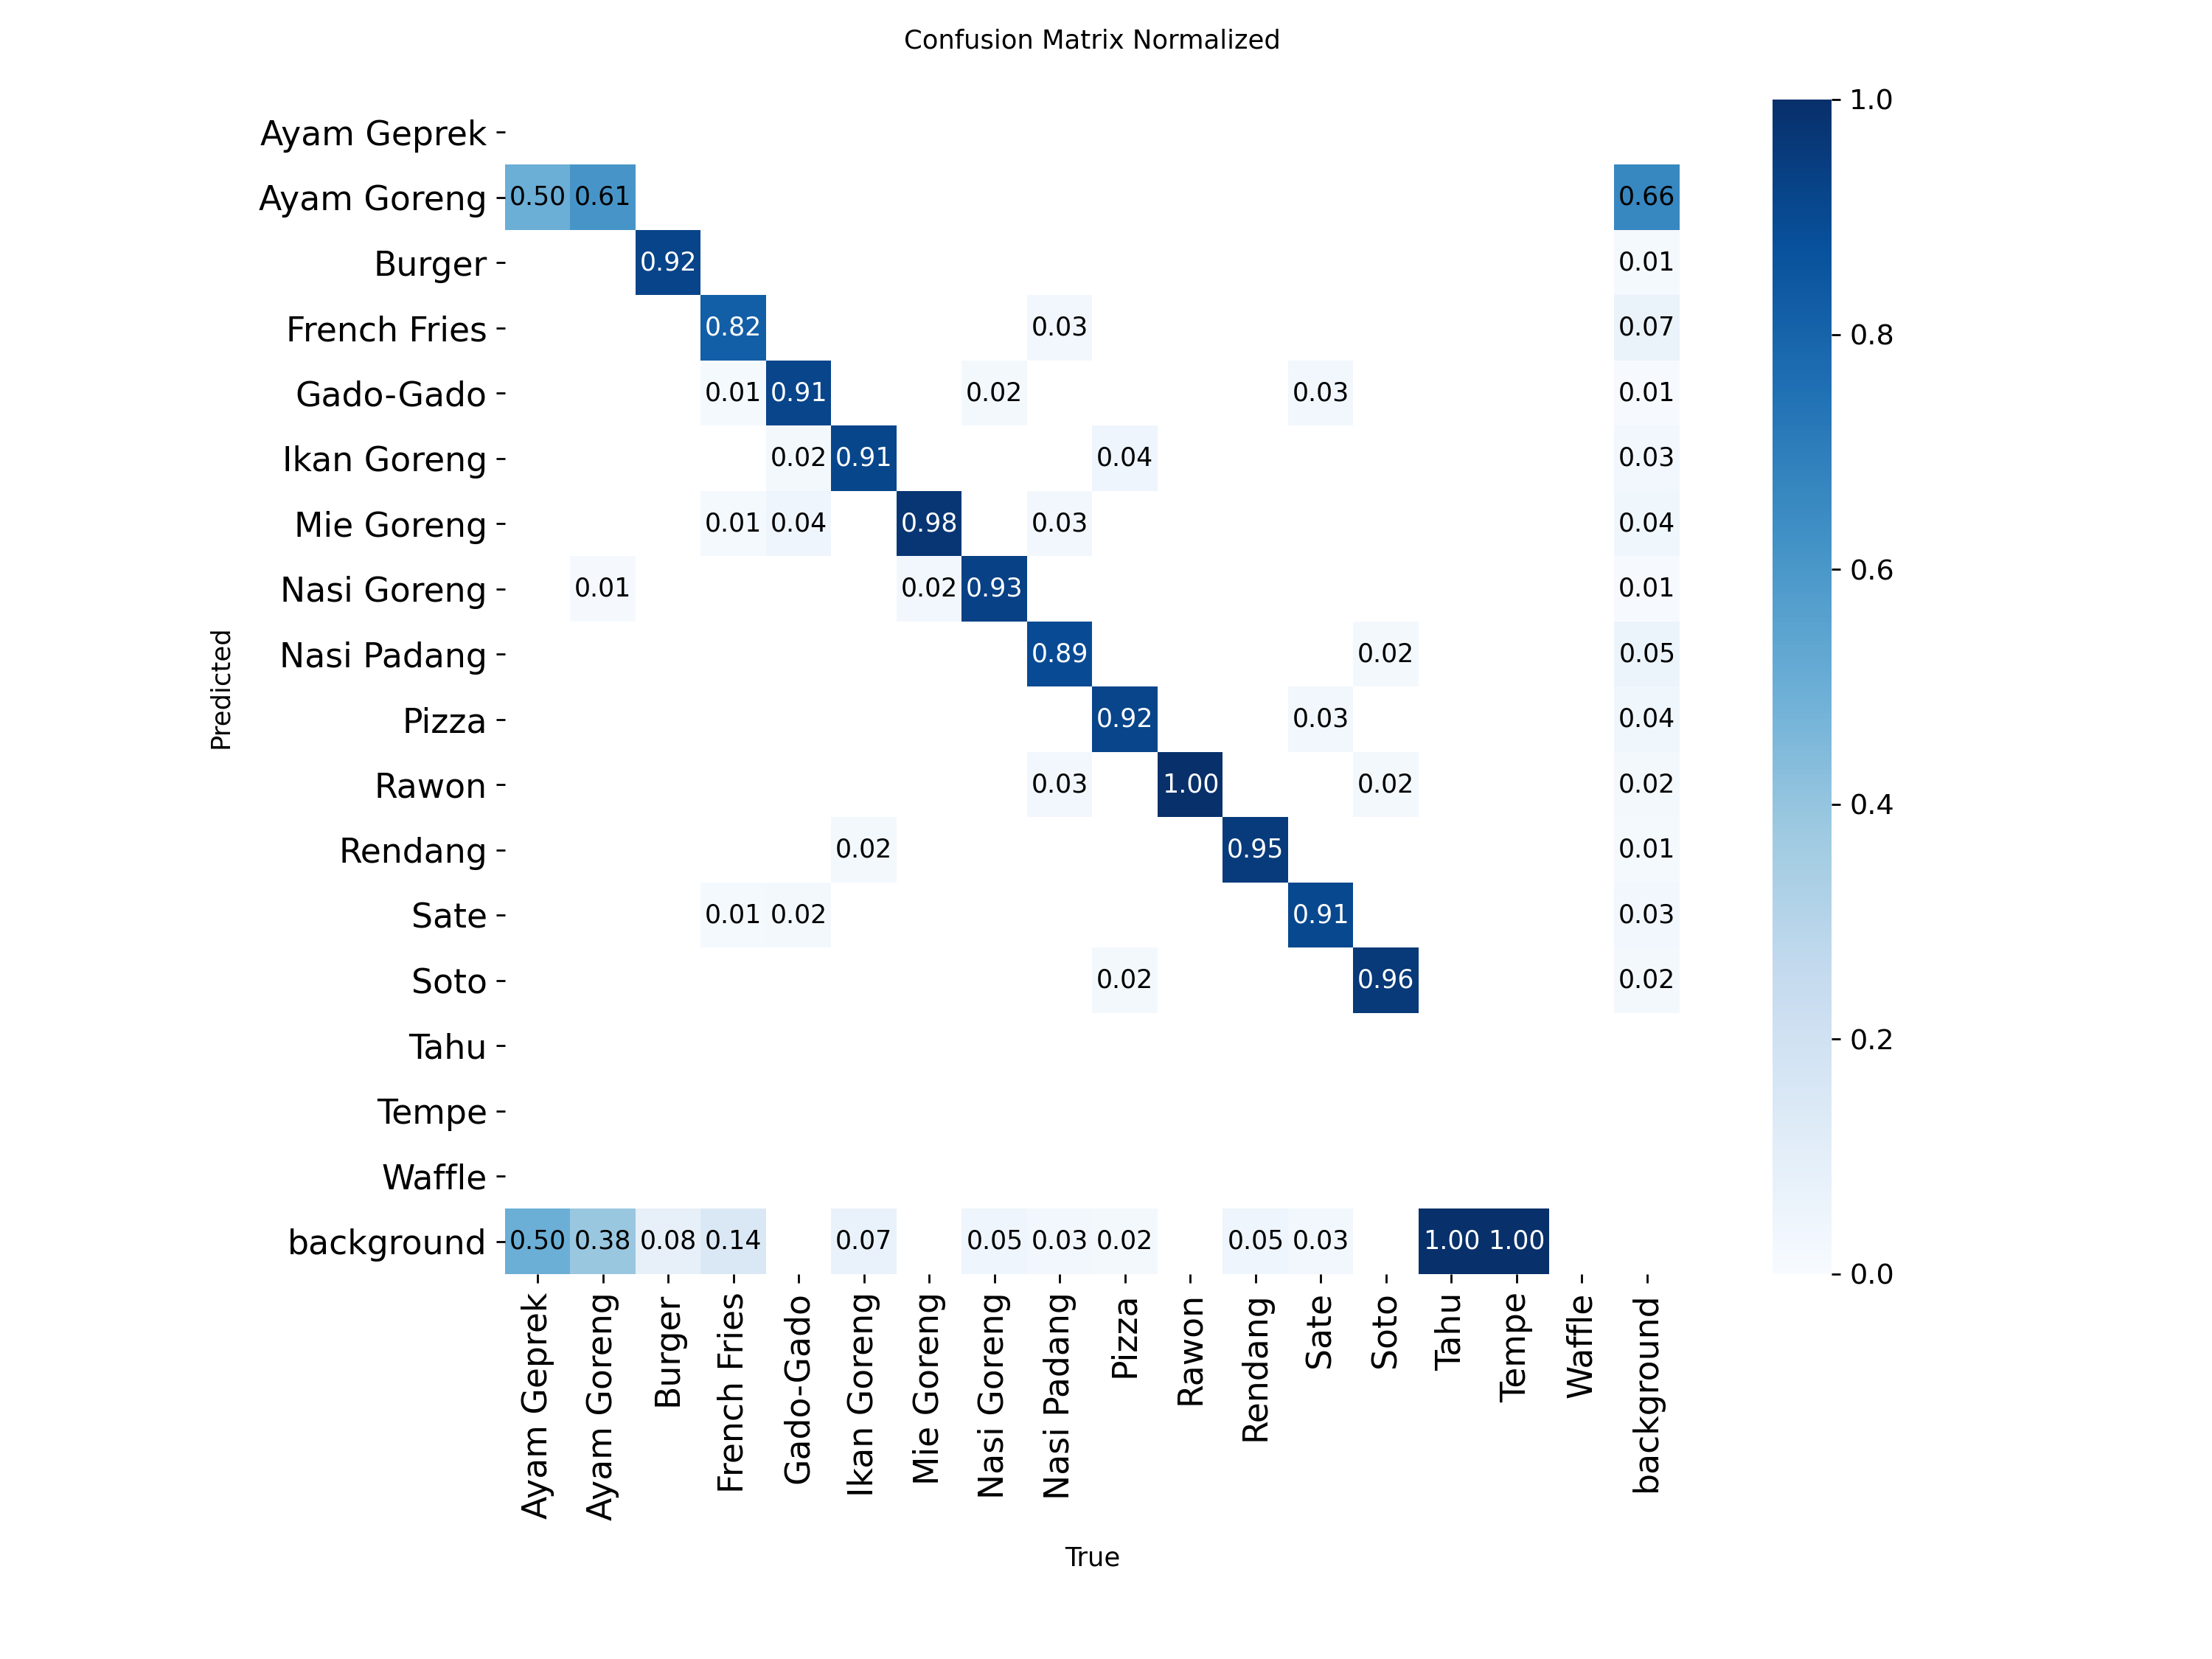 Confusion Matrix Normalized
Ayam Geprek
Ayam Goreng 0.50 0.61 0.66
Burger 0.92 0.01
French Fries 0.82 0.03 0.07
Gado-Gado 0.01 0.91 0.02 0.03 0.01
Ikan Goreng 0.02 0.91 0.04 0.03
Mie Goreng 0.01 0.04 0.98 0.03 0.04
Nasi Goreng 0.01 0.02 0.93 0.01
Nasi Padang 0.89 0.02 0.05
Pizza 0.92 0.03 0.04
Rawon 0.03 1.00 0.02 0.02
Rendang 0.02 0.95 0.01
Sate 0.01 0.02 0.91 0.03
Soto 0.02 0.96 0.02
Tahu
Tempe
Waffle
background 0.50 0.38 0.08 0.14 0.07 0.05 0.03 0.02 0.05 0.03 1.00 1.00
Predicted
Ayam Geprek
Ayam Goreng
Burger
French Fries
Gado-Gado
Ikan Goreng
Mie Goreng
Nasi Goreng
Nasi Padang
Pizza
Rawon
Rendang
Sate
Soto
Tahu
Tempe
Waffle
background
True
1.0
0.8
0.6
0.4
0.2
0.0